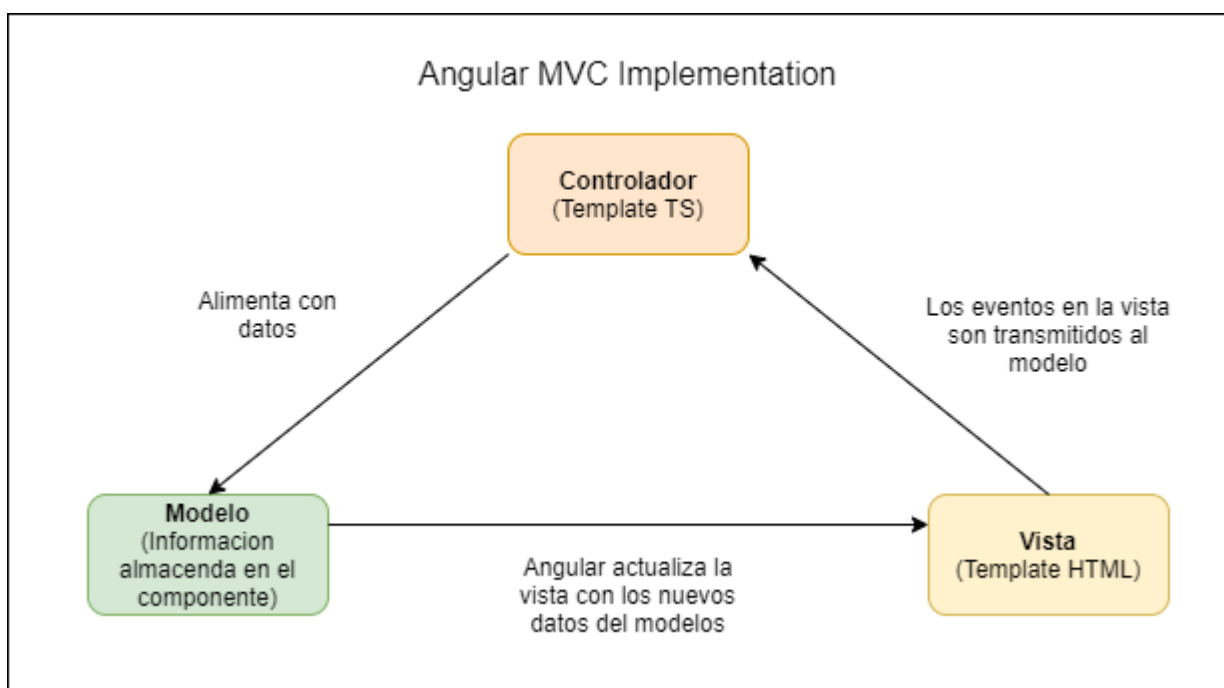 Angular MVC Implementation
Controlador
(Template TS)
Alimenta con
datos
Los eventos en la vista
son transmitidos al
modelo
Modelo
(Informacion
almacenda en el
componente)
Angular actualiza la
vista con los nuevos
datos del modelos
Vista
(Template HTML)